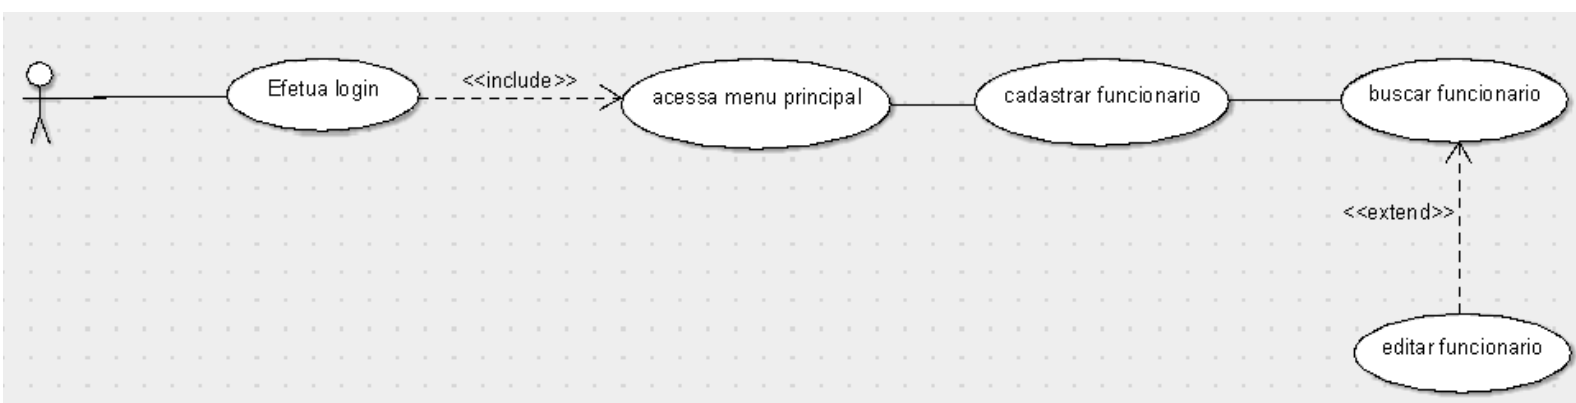 Efetua login
<<include>>
acessa menu principal
cadastrar funcionario
buscar funcionario
<<extend>>
editar funcionario